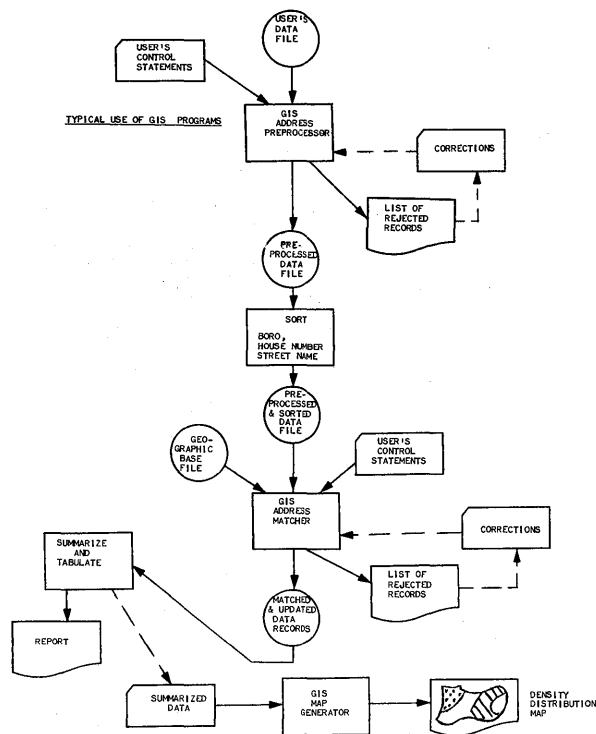 USER'S
DATA
FILE
USER'S
CONTROL
STATEMENTS
TYPICAL USE OF GIS PROGRAMS
GIS
ADDRESS
PREPROCESSOR
CORRECTIONS
LIST OF
REJECTED
RECORDS
PRE-
PROCESSED
DATA
FILE
SORT
BORO,
HOUSE NUMBER
STREET NAME
PRE-
PROCESSED
& SORTED
DATA
FILE
GEO-
GRAPHIC
BASE
FILE
USER'S
CONTROL
STATEMENTS
GIS
ADDRESS
MATCHER
CORRECTIONS
SUMMARIZE
AND
TABULATE
LIST OF
REJECTED
RECORDS
MATCHED
& UPDATED
DATA
RECORDS
REPORT
SUMMARIZED
DATA
GIS
MAP
GENERATOR
DENSITY
DISTRIBUTION
MAP